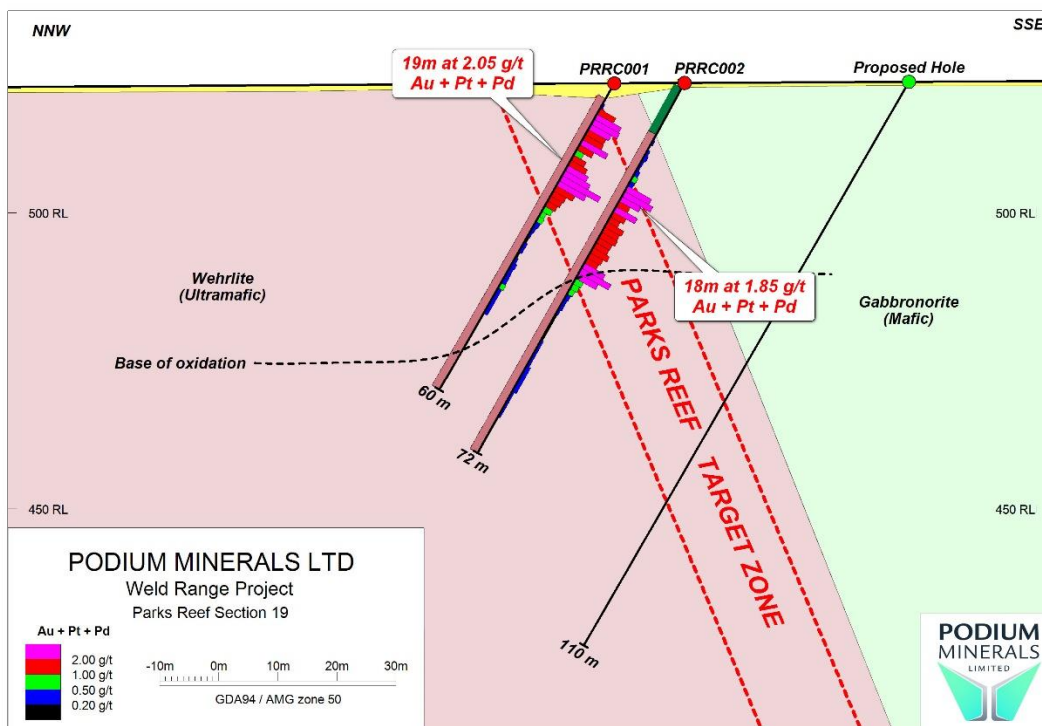 NNW
SSE
19m at 2.05 g/t
Au + Pt + Pd
PRRC001
PRRC002
Proposed Hole
500 RL
500 RL
Wehrlite
(Ultramafic)
18m at 1.85 g/t
Au + Pt + Pd
Gabbronorite
(Mafic)
Base of oxidation
PARKS REEF TARGET ZONE
60 m
72 m
450 RL
450 RL
110 m
PODIUM MINERALS LTD
Weld Range Project
Parks Reef Section 19
Au + Pt + Pd
2.00 g/t
1.00 g/t
0.50 g/t
0.20 g/t
-10m 0m 10m 20m 30m
GDA94 / AMG zone 50
PODIUM
MINERALS
LIMITED